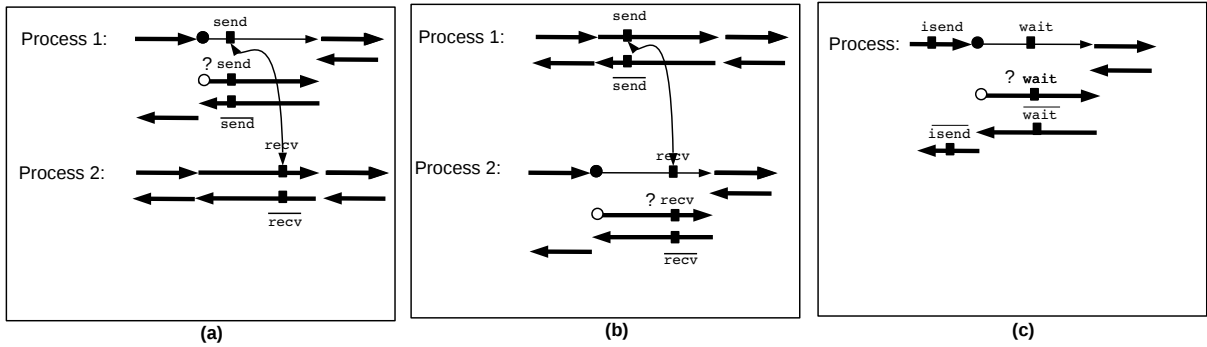 send
Process 1:
? send
send
recv
Process 2:
recv
(a)
send
Process 1:
send
recv
Process 2:
? recv
recv
(b)
isend wait
Process:
? wait
wait
isend
(c)